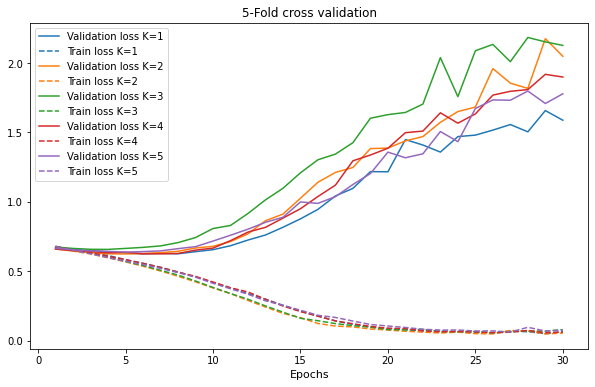 5-Fold cross validation
Validation loss K=1
Train loss K=1
Validation loss K=2
Train loss K=2
Validation loss K=3
Train loss K=3
Validation loss K=4
Train loss K=4
Validation loss K=5
Train loss K=5
2.0
1.5
1.0
0.5
0.0
0 5 10 15 20 25 30
Epochs